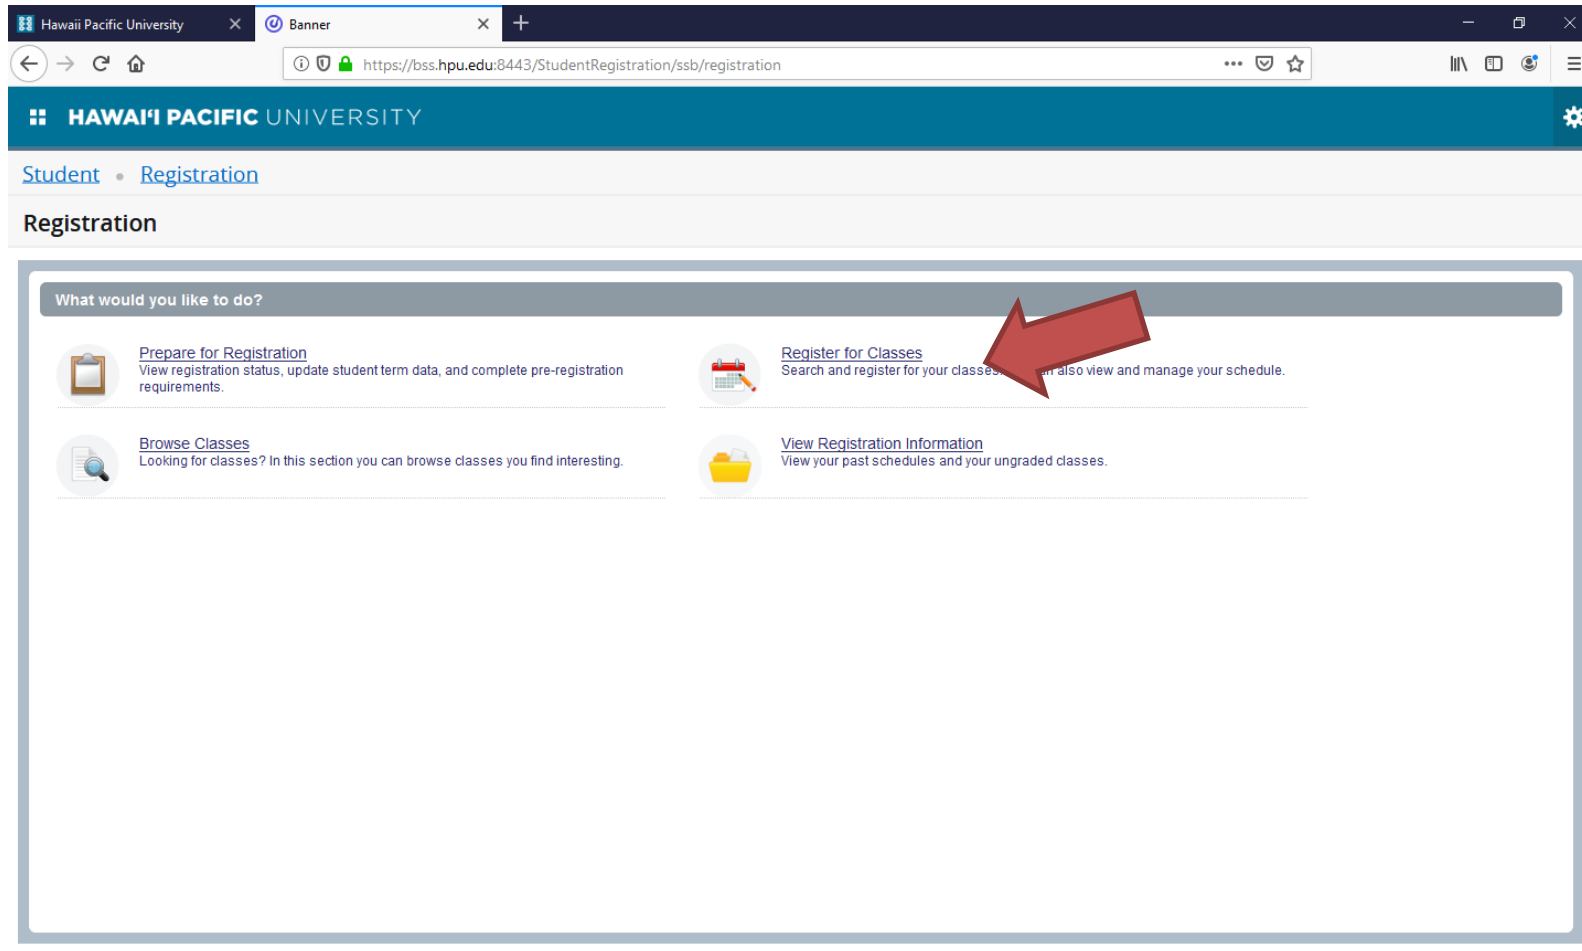 Hawaii Pacific University
Banner
https://bss.hpu.edu:8443/StudentRegistration/ssb/registration
HAWAIʻI PACIFIC UNIVERSITY
Student • Registration
Registration
What would you like to do?
Prepare for Registration
View registration status, update student term data, and complete pre-registration
requirements.
Register for Classes
Search and register for your classes. also view and manage your schedule.
Browse Classes
Looking for classes? In this section you can browse classes you find interesting.
View Registration Information
View your past schedules and your ungraded classes.